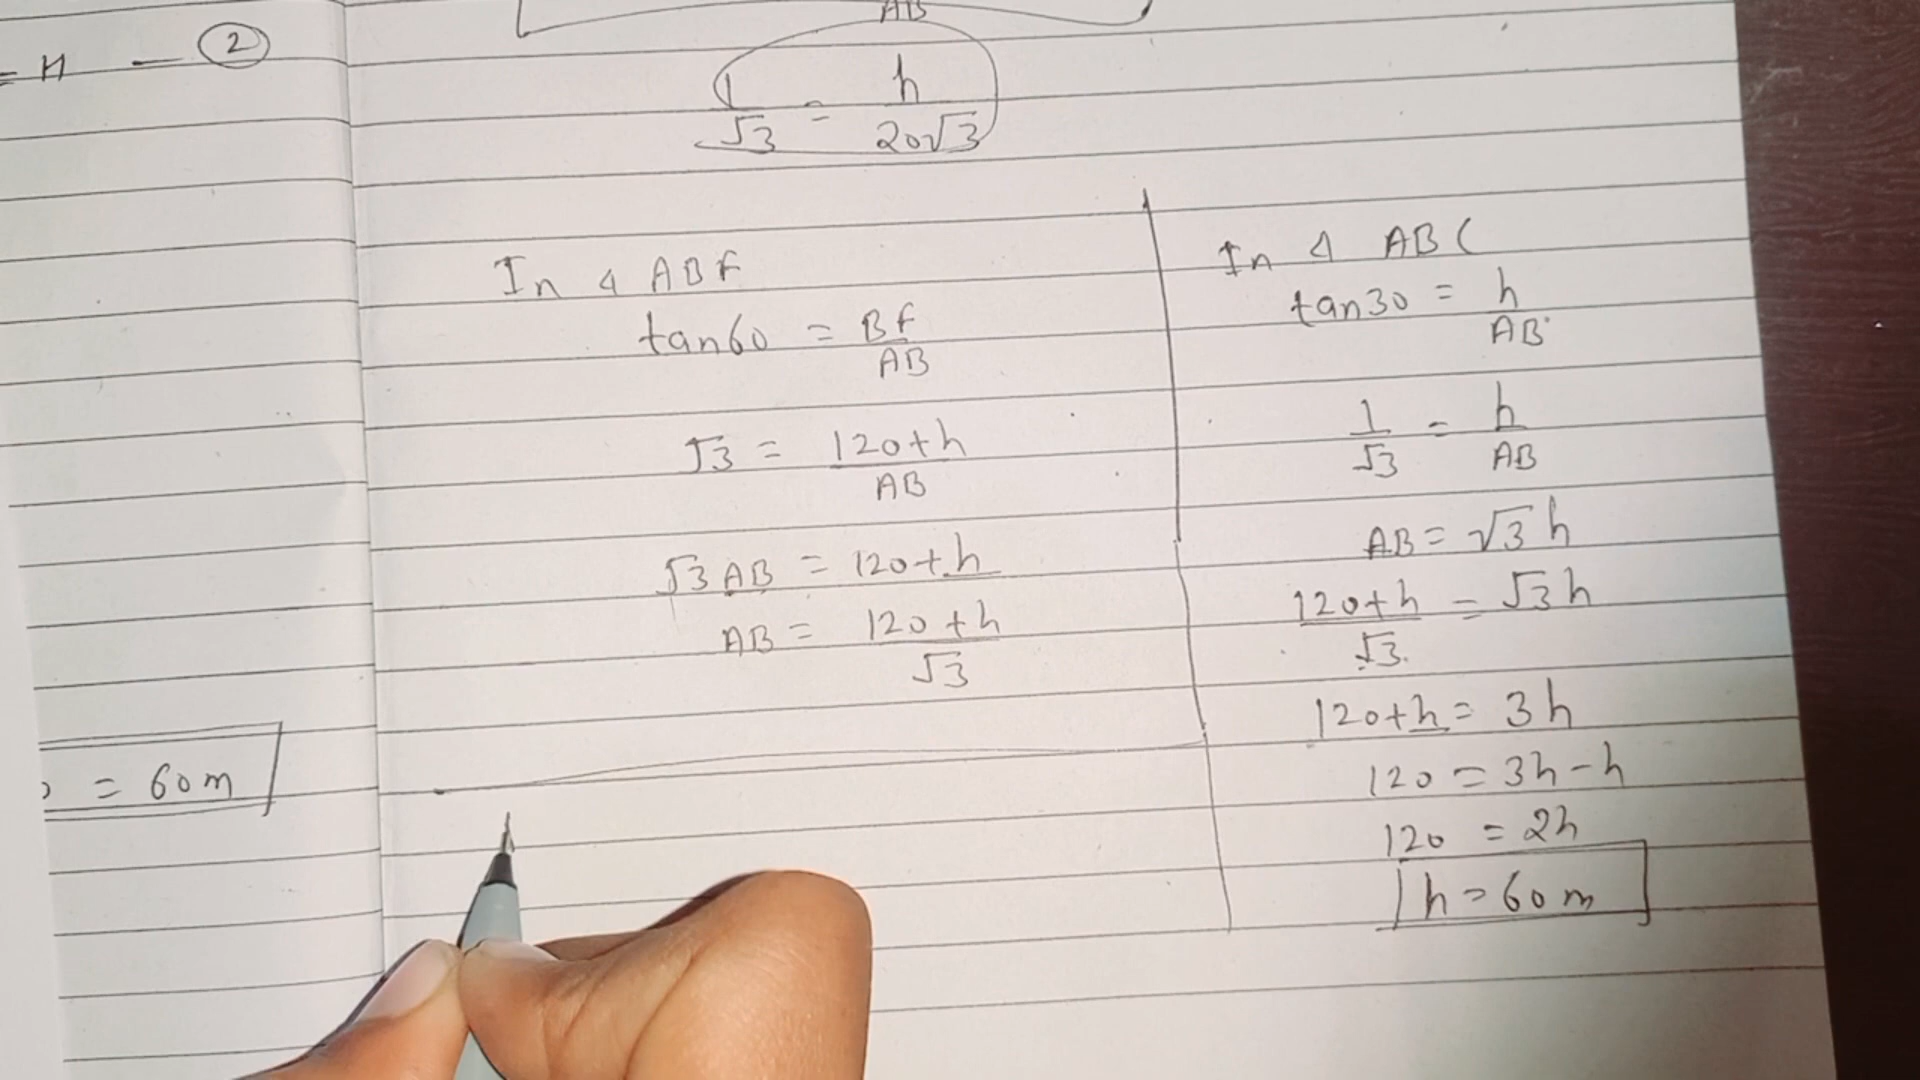 = H — ②
= 60 m
AB
1/√3 = h/20√3
In △ ABF
tan60 = BF/AB
√3 = 120+h/AB
√3 AB = 120+h
AB = 120+h/√3
In △ ABC
tan30 = h/AB
1/√3 = h/AB
AB = √3 h
120+h/√3 = √3 h
120+h = 3h
120 = 3h-h
120 = 2h
h = 60 m